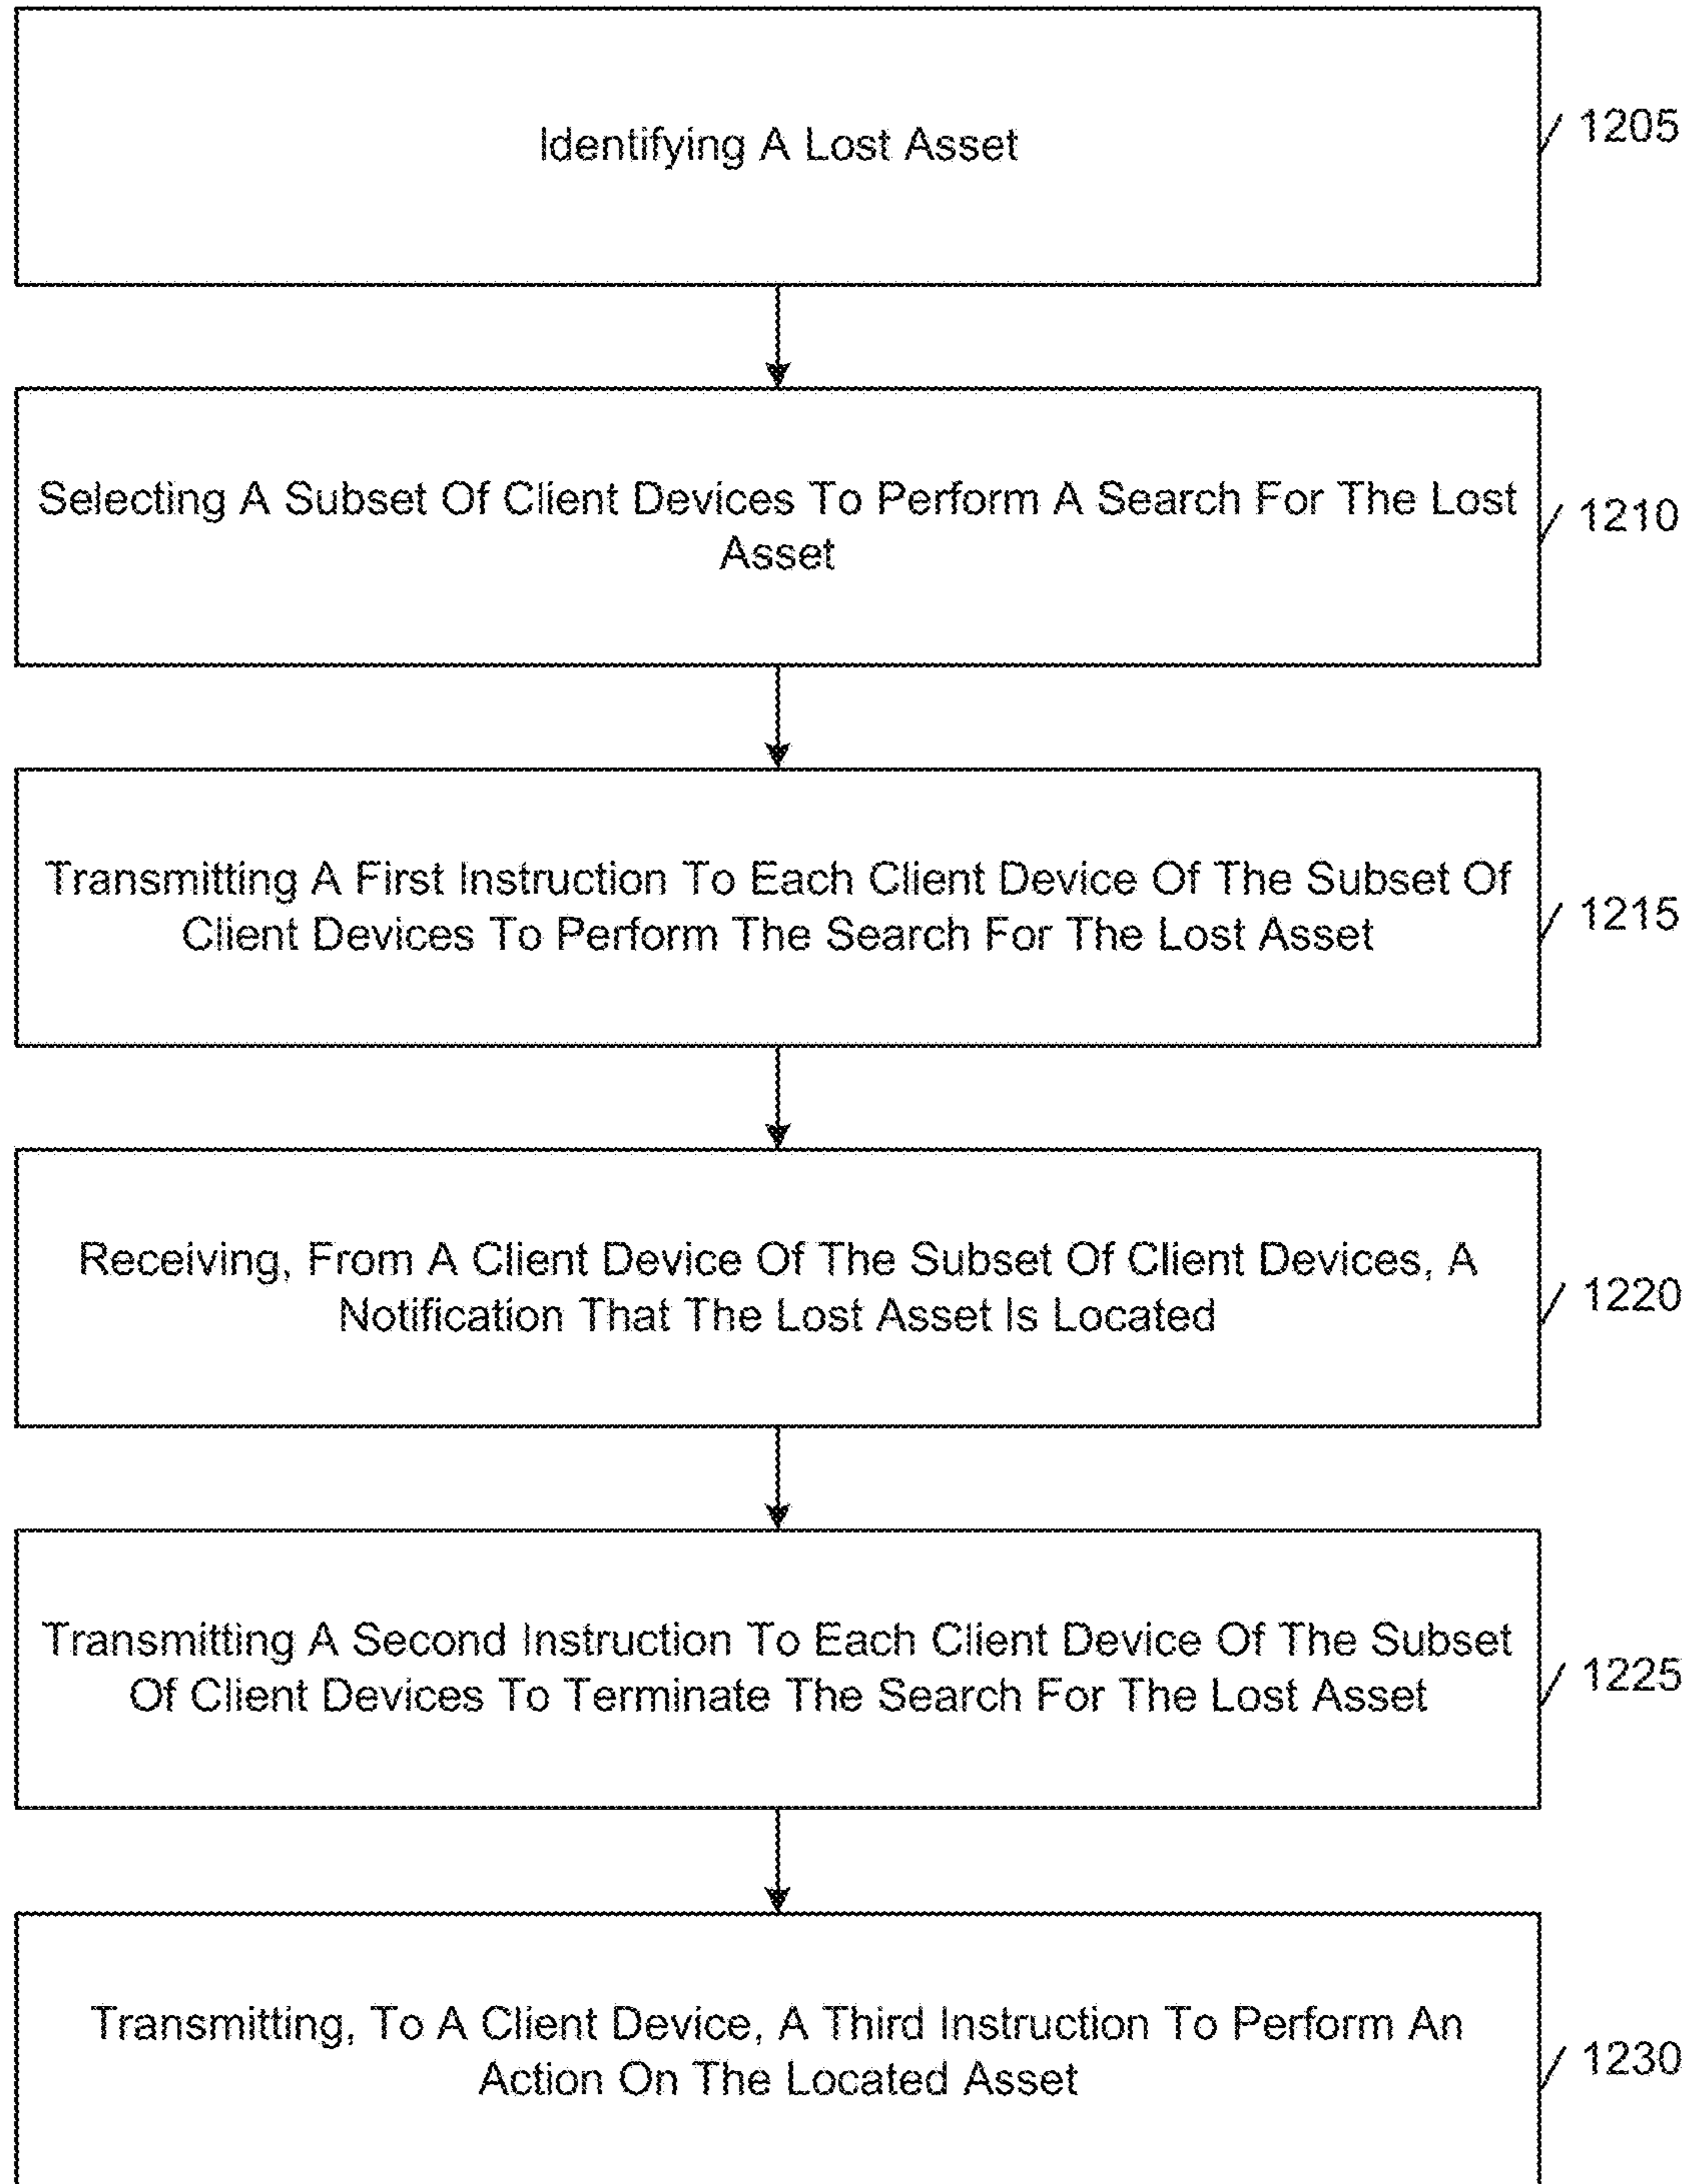 Identifying A Lost Asset
1205
Selecting A Subset Of Client Devices To Perform A Search For The Lost
Asset
1210
Transmitting A First Instruction To Each Client Device Of The Subset Of
Client Devices To Perform The Search For The Lost Asset
1215
Receiving, From A Client Device Of The Subset Of Client Devices, A
Notification That The Lost Asset Is Located
1220
Transmitting A Second Instruction To Each Client Device Of The Subset
Of Client Devices To Terminate The Search For The Lost Asset
1225
Transmitting, To A Client Device, A Third Instruction To Perform An
Action On The Located Asset
1230